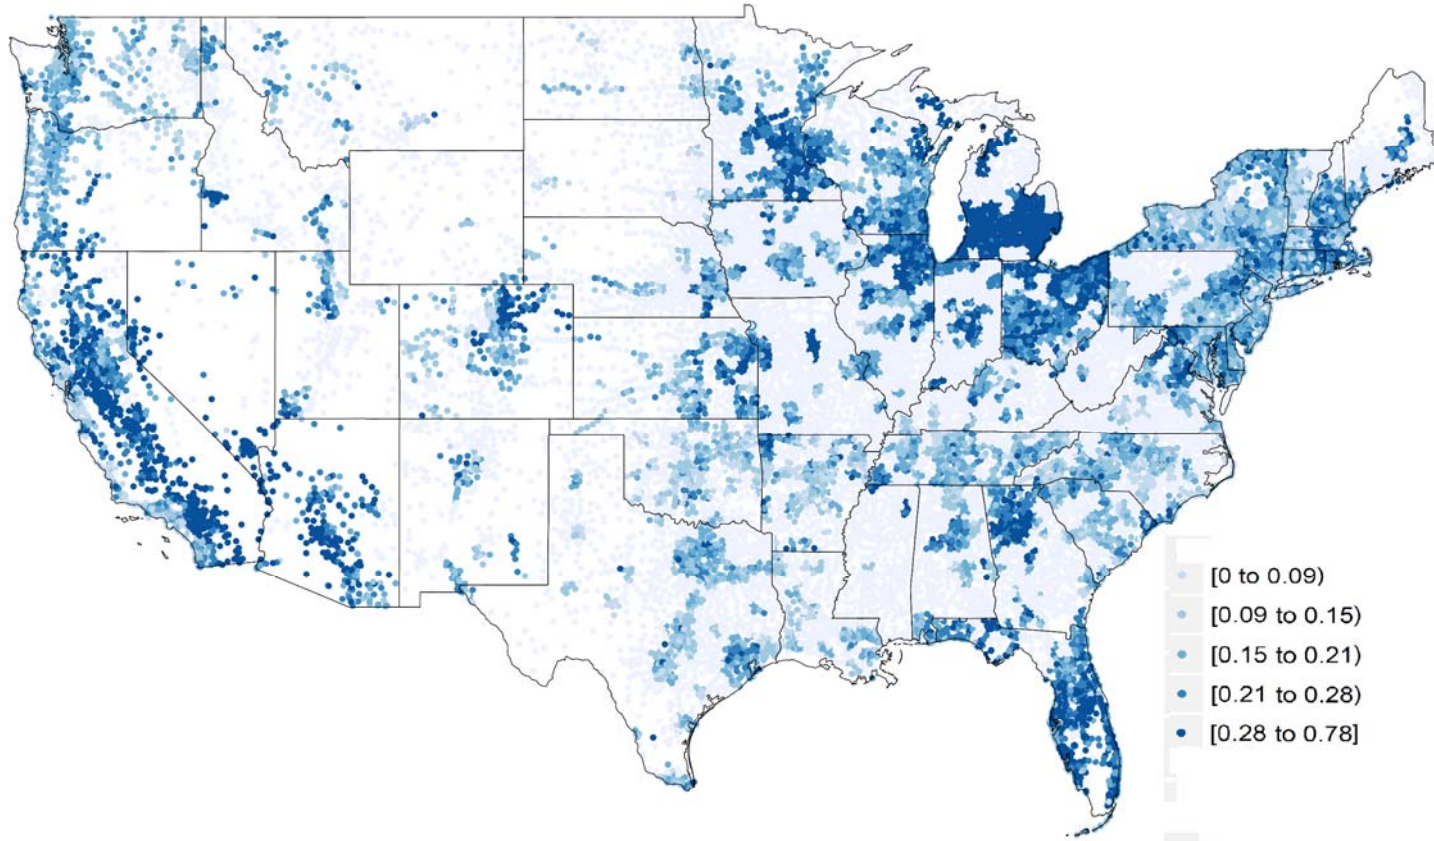 [0 to 0.09)
[0.09 to 0.15)
[0.15 to 0.21)
[0.21 to 0.28)
[0.28 to 0.78]